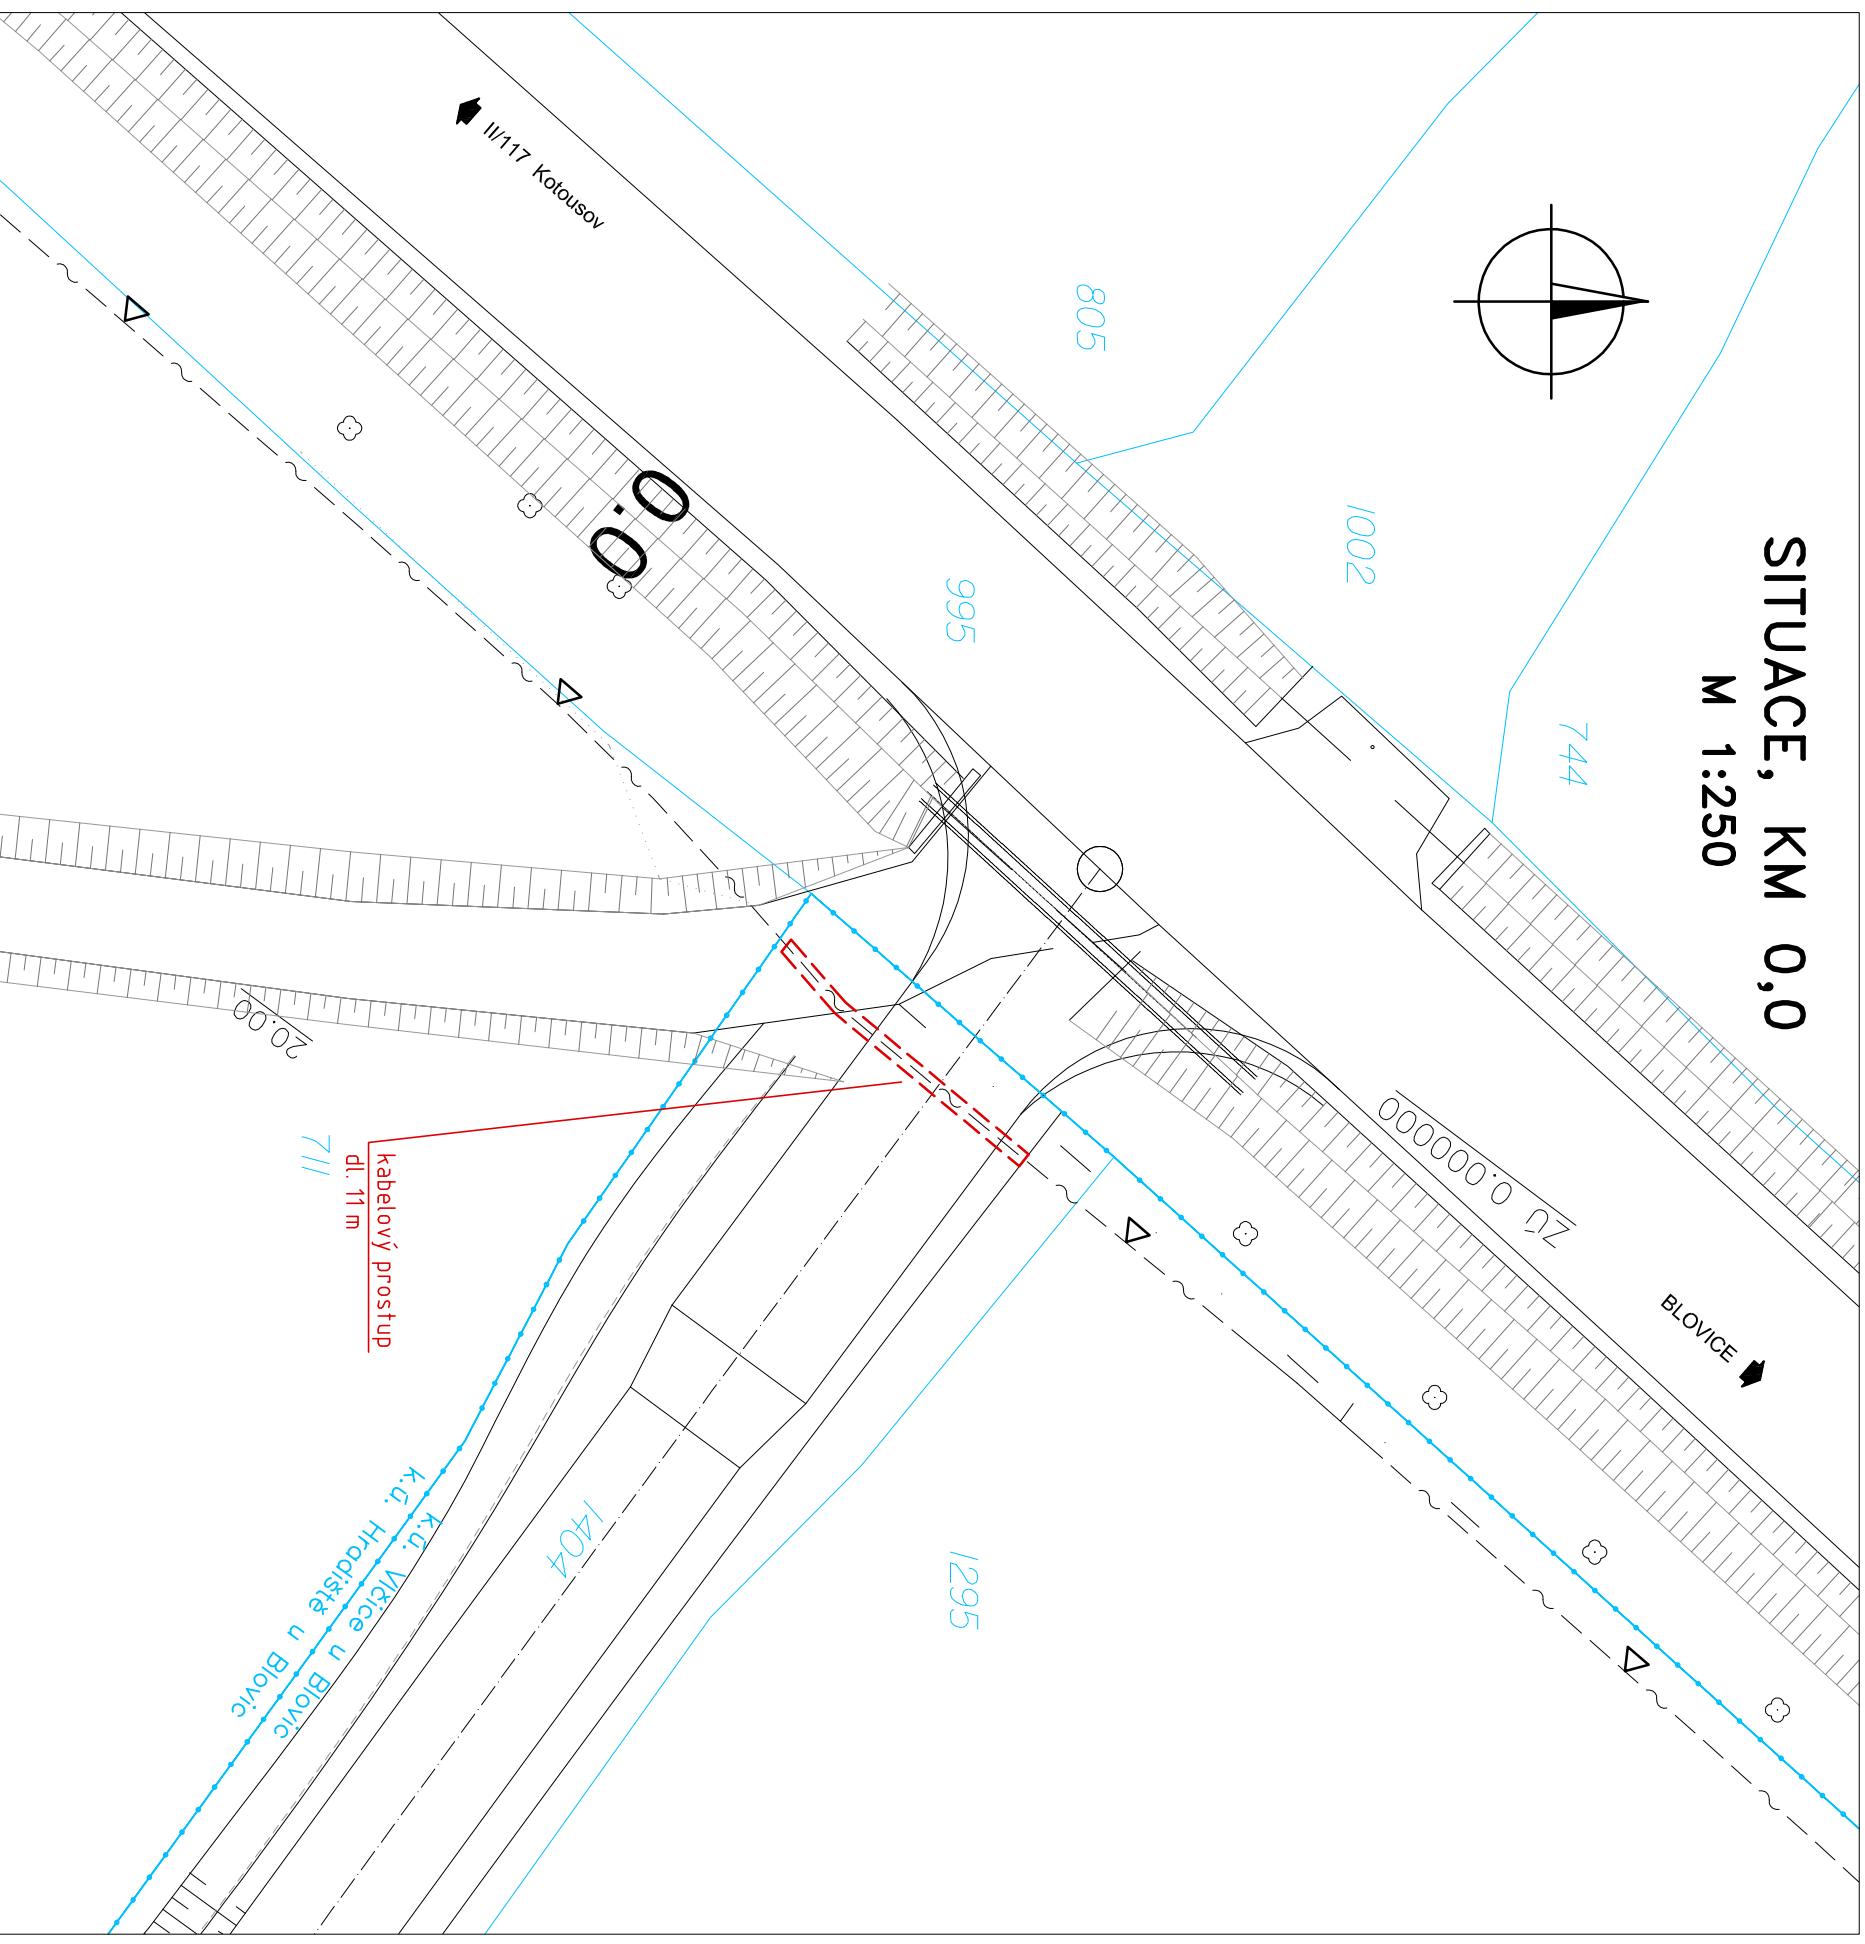 SITUACE, KM 0,0
M 1:250
744
1002
805
995
II/117 Kotousov
BLOVICE
ZÚ 0.000000
0.0
20.00
711
kabelový prostup
dl. 11 m
1295
1404
k.ú. Vlčice u Blovic
k.ú. Hradiště u Blovic